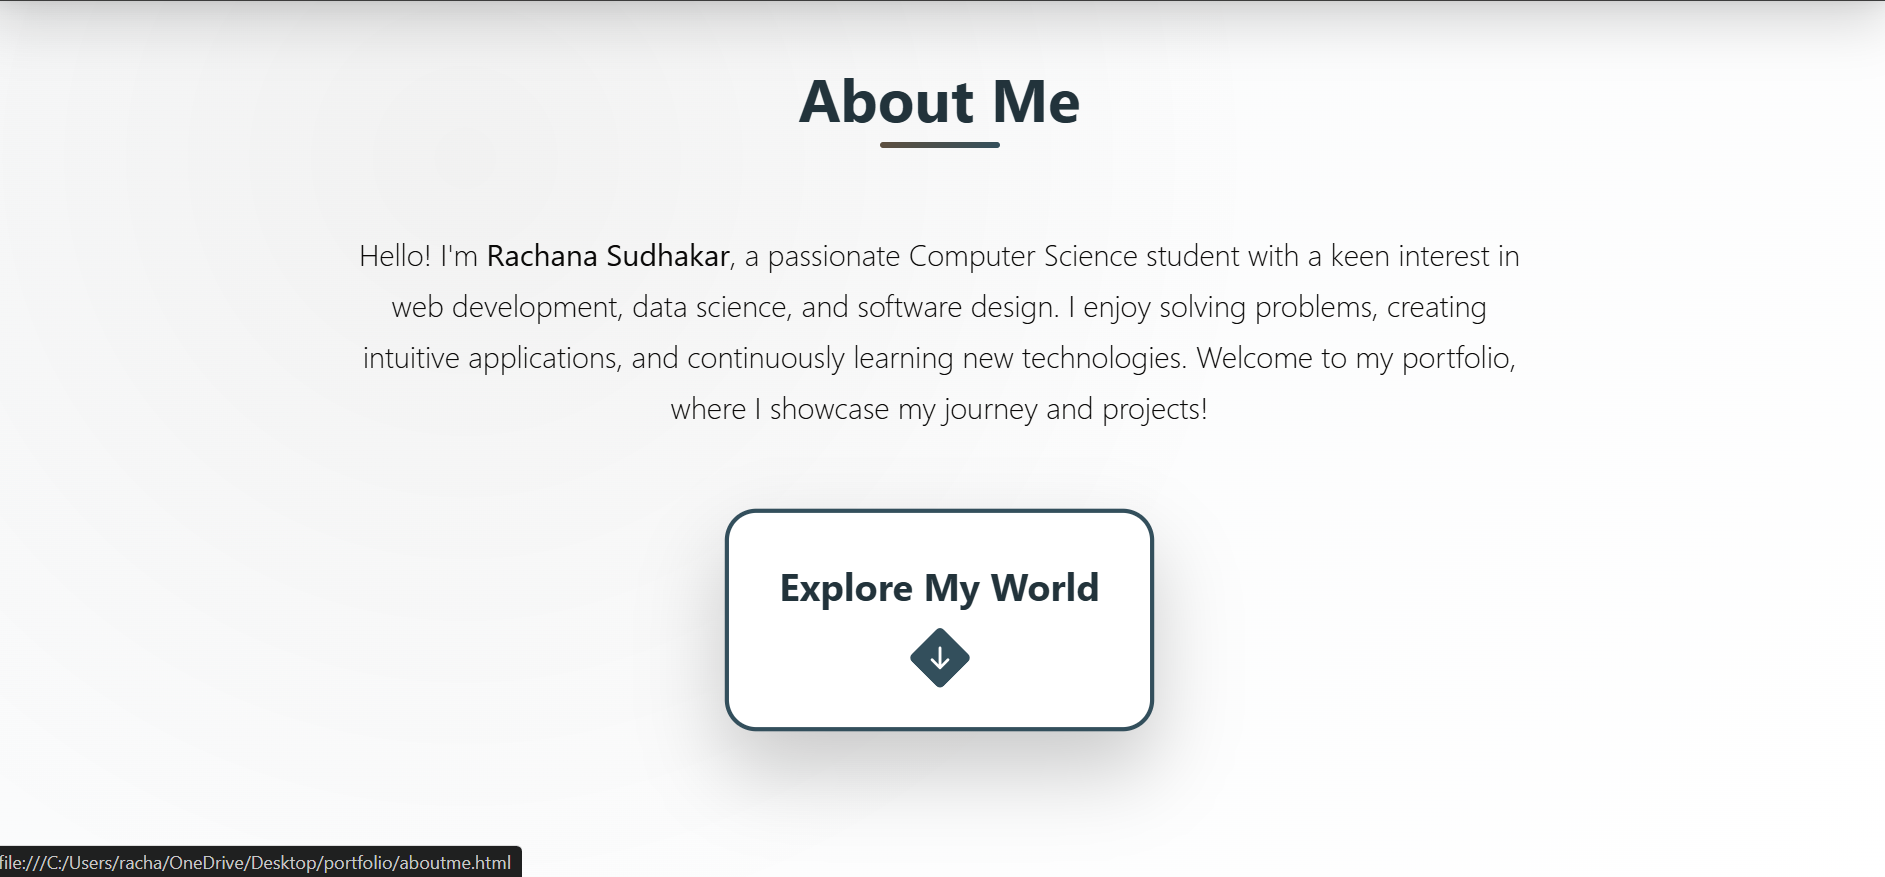 About Me
Hello! I'm Rachana Sudhakar, a passionate Computer Science student with a keen interest in
web development, data science, and software design. I enjoy solving problems, creating
intuitive applications, and continuously learning new technologies. Welcome to my portfolio,
where I showcase my journey and projects!
Explore My World
file:///C:/Users/racha/OneDrive/Desktop/portfolio/aboutme.html